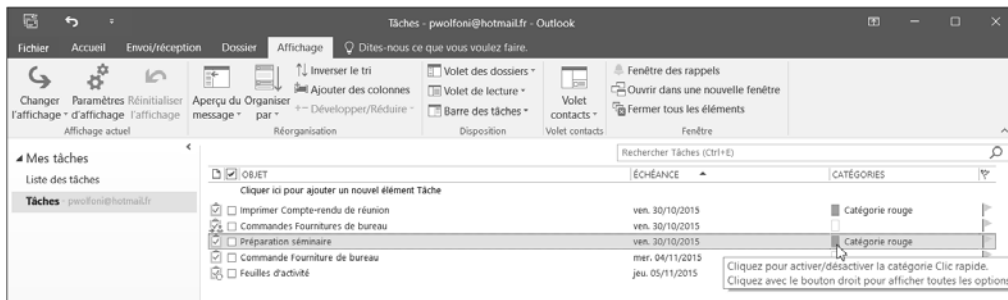 Tâches - pwolfoni@hotmail.fr - Outlook
Fichier Accueil Envoi/réception Dossier Affichage Dites-nous ce que vous voulez faire.
Changer l'affichage Paramètres d'affichage Réinitialiser l'affichage
Affichage actuel
Aperçu du message Organiser par
Inverser le tri
Ajouter des colonnes
Développer/Réduire
Réorganisation
Volet des dossiers
Volet de lecture
Barre des tâches
Disposition
Volet contacts
Volet contacts
Fenêtre des rappels
Ouvrir dans une nouvelle fenêtre
Fermer tous les éléments
Fenêtre
Mes tâches
Liste des tâches
Tâches - pwolfoni@hotmail.fr
Rechercher Tâches (Ctrl+E)
OBJET ÉCHÉANCE CATÉGORIES
Cliquer ici pour ajouter un nouvel élément Tâche
Imprimer Compte-rendu de réunion ven. 30/10/2015 Catégorie rouge
Commandes Fournitures de bureau ven. 30/10/2015
Préparation séminaire ven. 30/10/2015 Catégorie rouge
Commande Fourniture de bureau mer. 04/11/2015
Feuilles d'activité jeu. 05/11/2015
Cliquez pour activer/désactiver la catégorie Clic rapide.
Cliquez avec le bouton droit pour afficher toutes les options